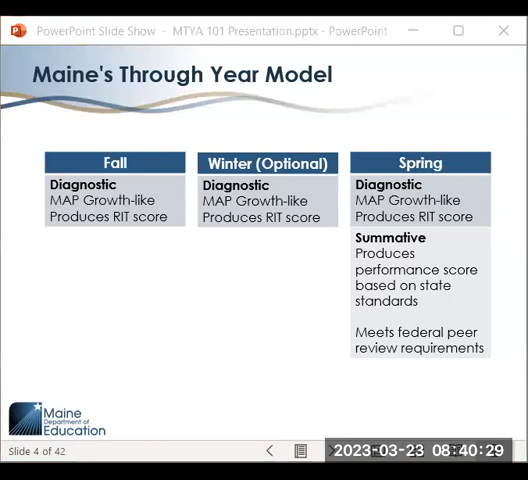 PowerPoint Slide Show - MTYA 101 Presentation.pptx - PowerPoint
Maine's Through Year Model
Fall
Diagnostic
MAP Growth-like
Produces RIT score
Winter (Optional)
Diagnostic
MAP Growth-like
Produces RIT score
Spring
Diagnostic
MAP Growth-like
Produces RIT score
Summative
Produces
performance score
based on state
standards
Meets federal peer
review requirements
Maine
Department of
Education
Slide 4 of 42
2023-03-23 08:40:29